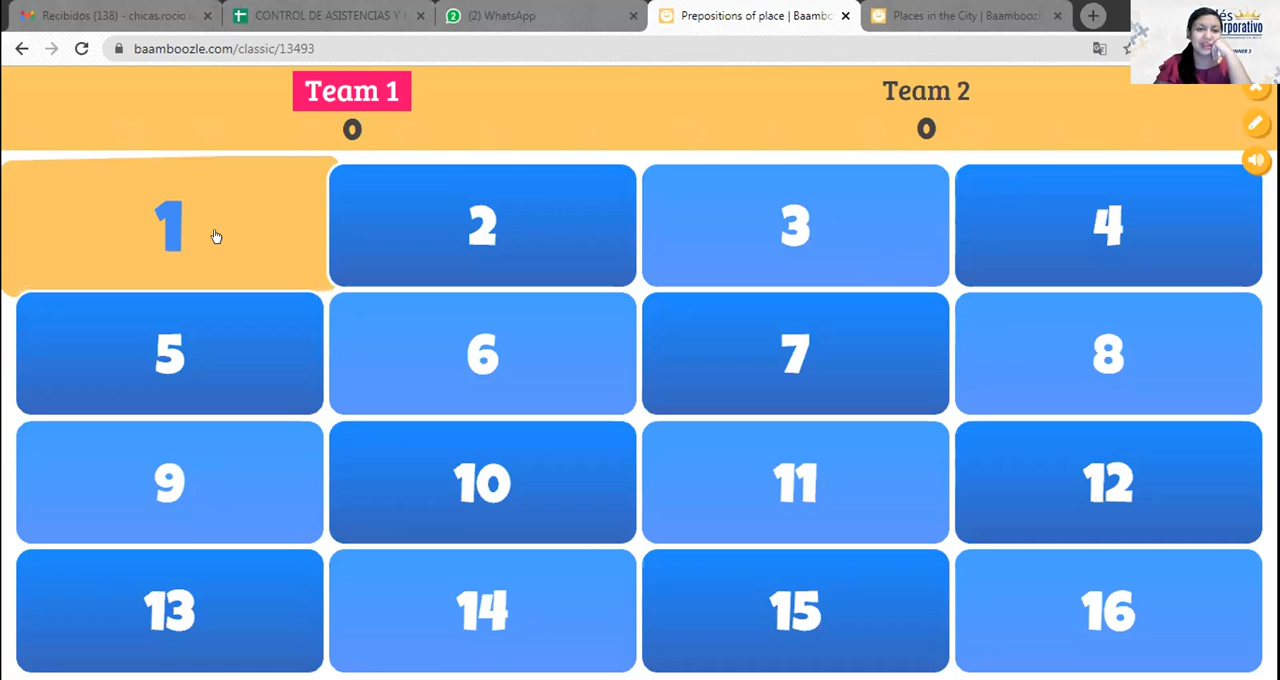 Recibidos (138) - chicas.rocio.
CONTROL DE ASISTENCIAS Y
(2) WhatsApp
Prepositions of place | Baambo
Places in the City | Baambooz
baamboozle.com/classic/13493
Team 1
Team 2
0
0
1
2
3
4
5
6
7
8
9
10
11
12
13
14
15
16